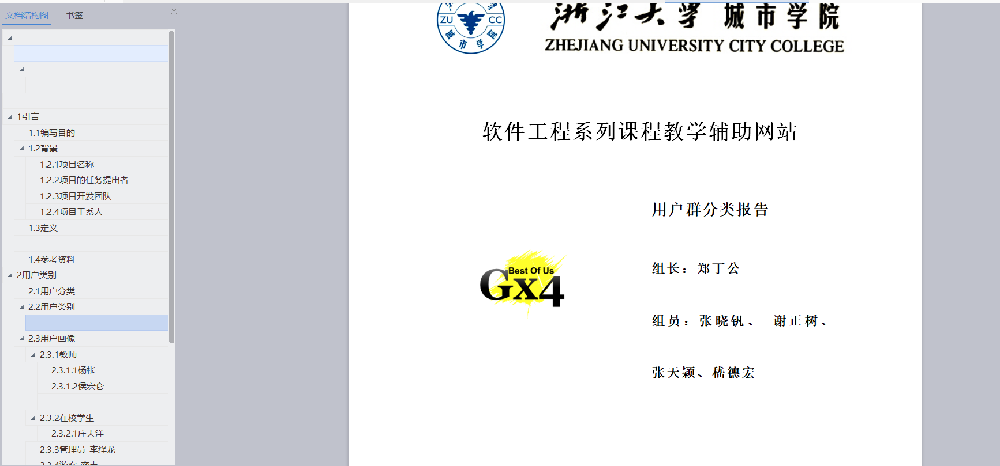 文档结构图 书签
1引言
1.1编写目的
1.2背景
1.2.1项目名称
1.2.2项目的任务提出者
1.2.3项目开发团队
1.2.4项目干系人
1.3定义
1.4参考资料
2用户类别
2.1用户分类
2.2用户类别
2.3用户画像
2.3.1教师
2.3.1.1杨枨
2.3.1.2侯宏仑
2.3.2在校学生
2.3.2.1庄天洋
2.3.3管理员 李绎龙
2.3.4游客
ZU CC
城市学院
浙江大学 城市学院
ZHEJIANG UNIVERSITY CITY COLLEGE
软件工程系列课程教学辅助网站
用户群分类报告
Best Of Us
Gx4
组长：郑丁公
组员：张晓钒、 谢正树、
张天颖、嵇德宏